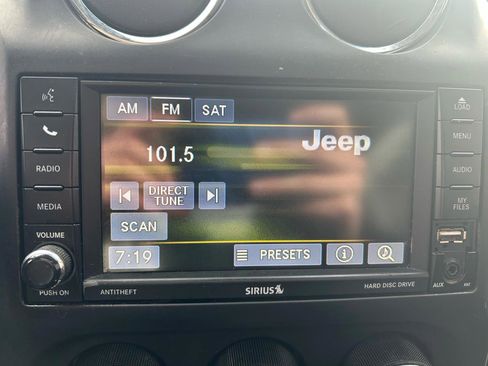 AM FM SAT
LOAD
Jeep
MENU
101.5
RADIO
AUDIO
DIRECT
TUNE
MEDIA
MY
FILES
SCAN
VOLUME
7:19 PRESETS
PUSH ON
ANTITHEFT
SIRIUS
HARD DISC DRIVE
AUX